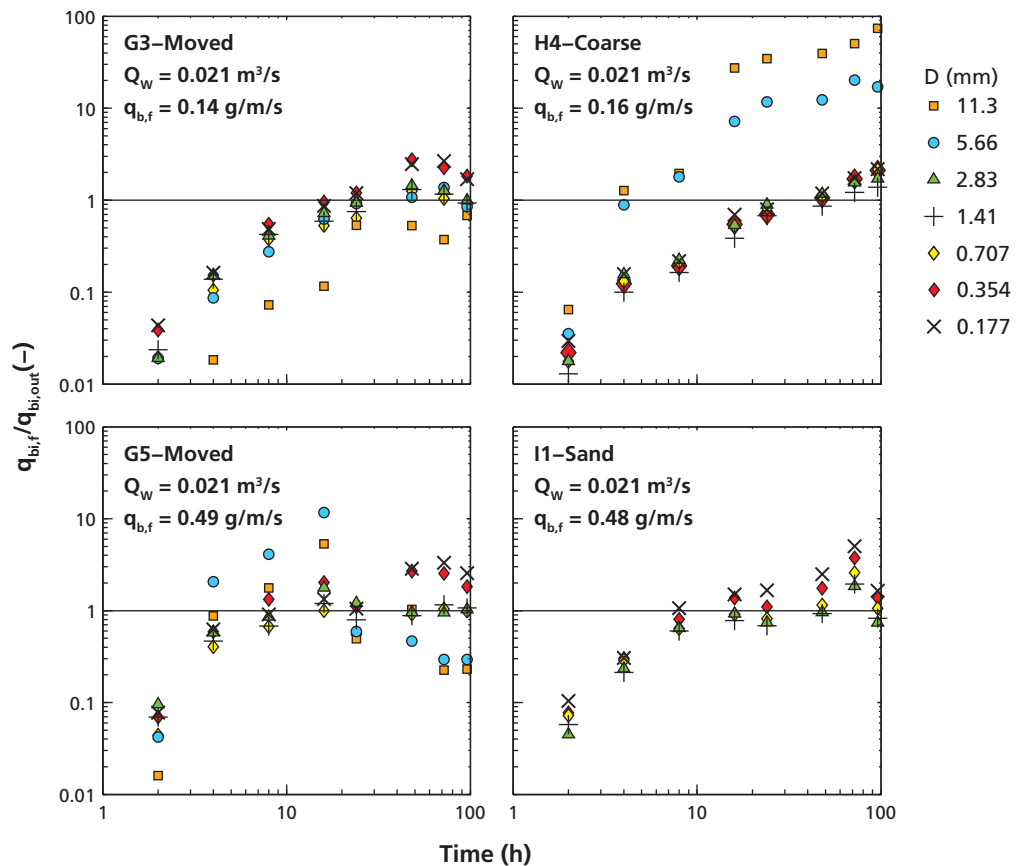 G3–Moved
Q_W = 0.021 m³/s
q_b,f = 0.14 g/m/s
100
10
1
0.1
0.01
H4–Coarse
Q_W = 0.021 m³/s
q_b,f = 0.16 g/m/s
D (mm)
11.3
5.66
2.83
1.41
0.707
0.354
0.177
q_bi,f/q_bi,out(–)
G5–Moved
Q_W = 0.021 m³/s
q_b,f = 0.49 g/m/s
100
10
1
0.1
0.01
1
10
100
I1–Sand
Q_W = 0.021 m³/s
q_b,f = 0.48 g/m/s
1
10
100
Time (h)